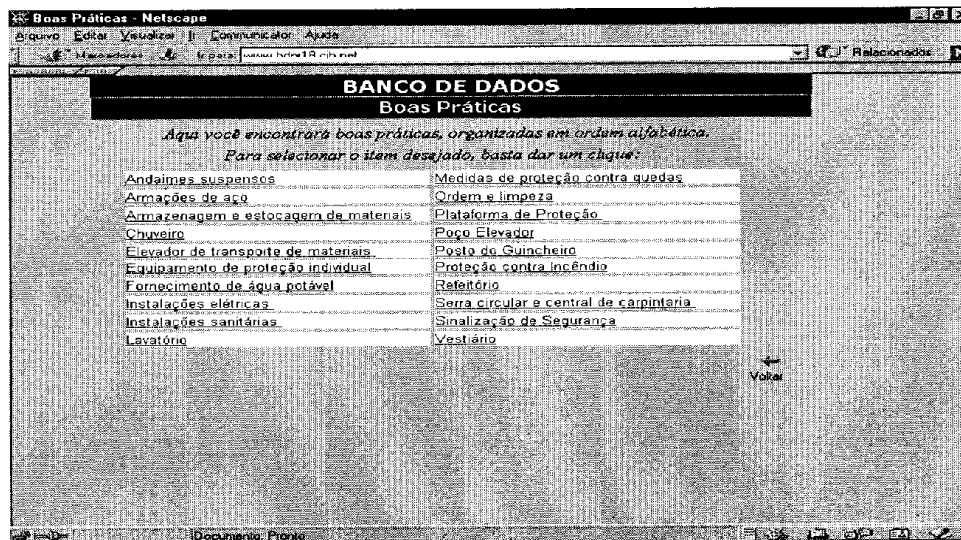 Boas Práticas - Netscape
Arquivo Editar Visualizar Ir Communicator Ajuda
Marcadores Ir para: Relacionados
BANCO DE DADOS
Boas Práticas
Aqui você encontrará boas práticas, organizadas em ordem alfabética.
Para selecionar o item desejado, basta dar um clique:
Andaimes suspensos
Armações de aço
Armazenagem e estocagem de materiais
Chuveiro
Elevador de transporte de materiais
Equipamento de proteção individual
Fornecimento de água potável
Instalações elétricas
Instalações sanitárias
Lavatório
Medidas de proteção contra quedas
Ordem e limpeza
Plataforma de Proteção
Poço Elevador
Posto do Guincheiro
Proteção contra Incêndio
Refeitório
Serra circular e central de carpintaria
Sinalização de Segurança
Vestiário
Voltar
Documento: Pronto